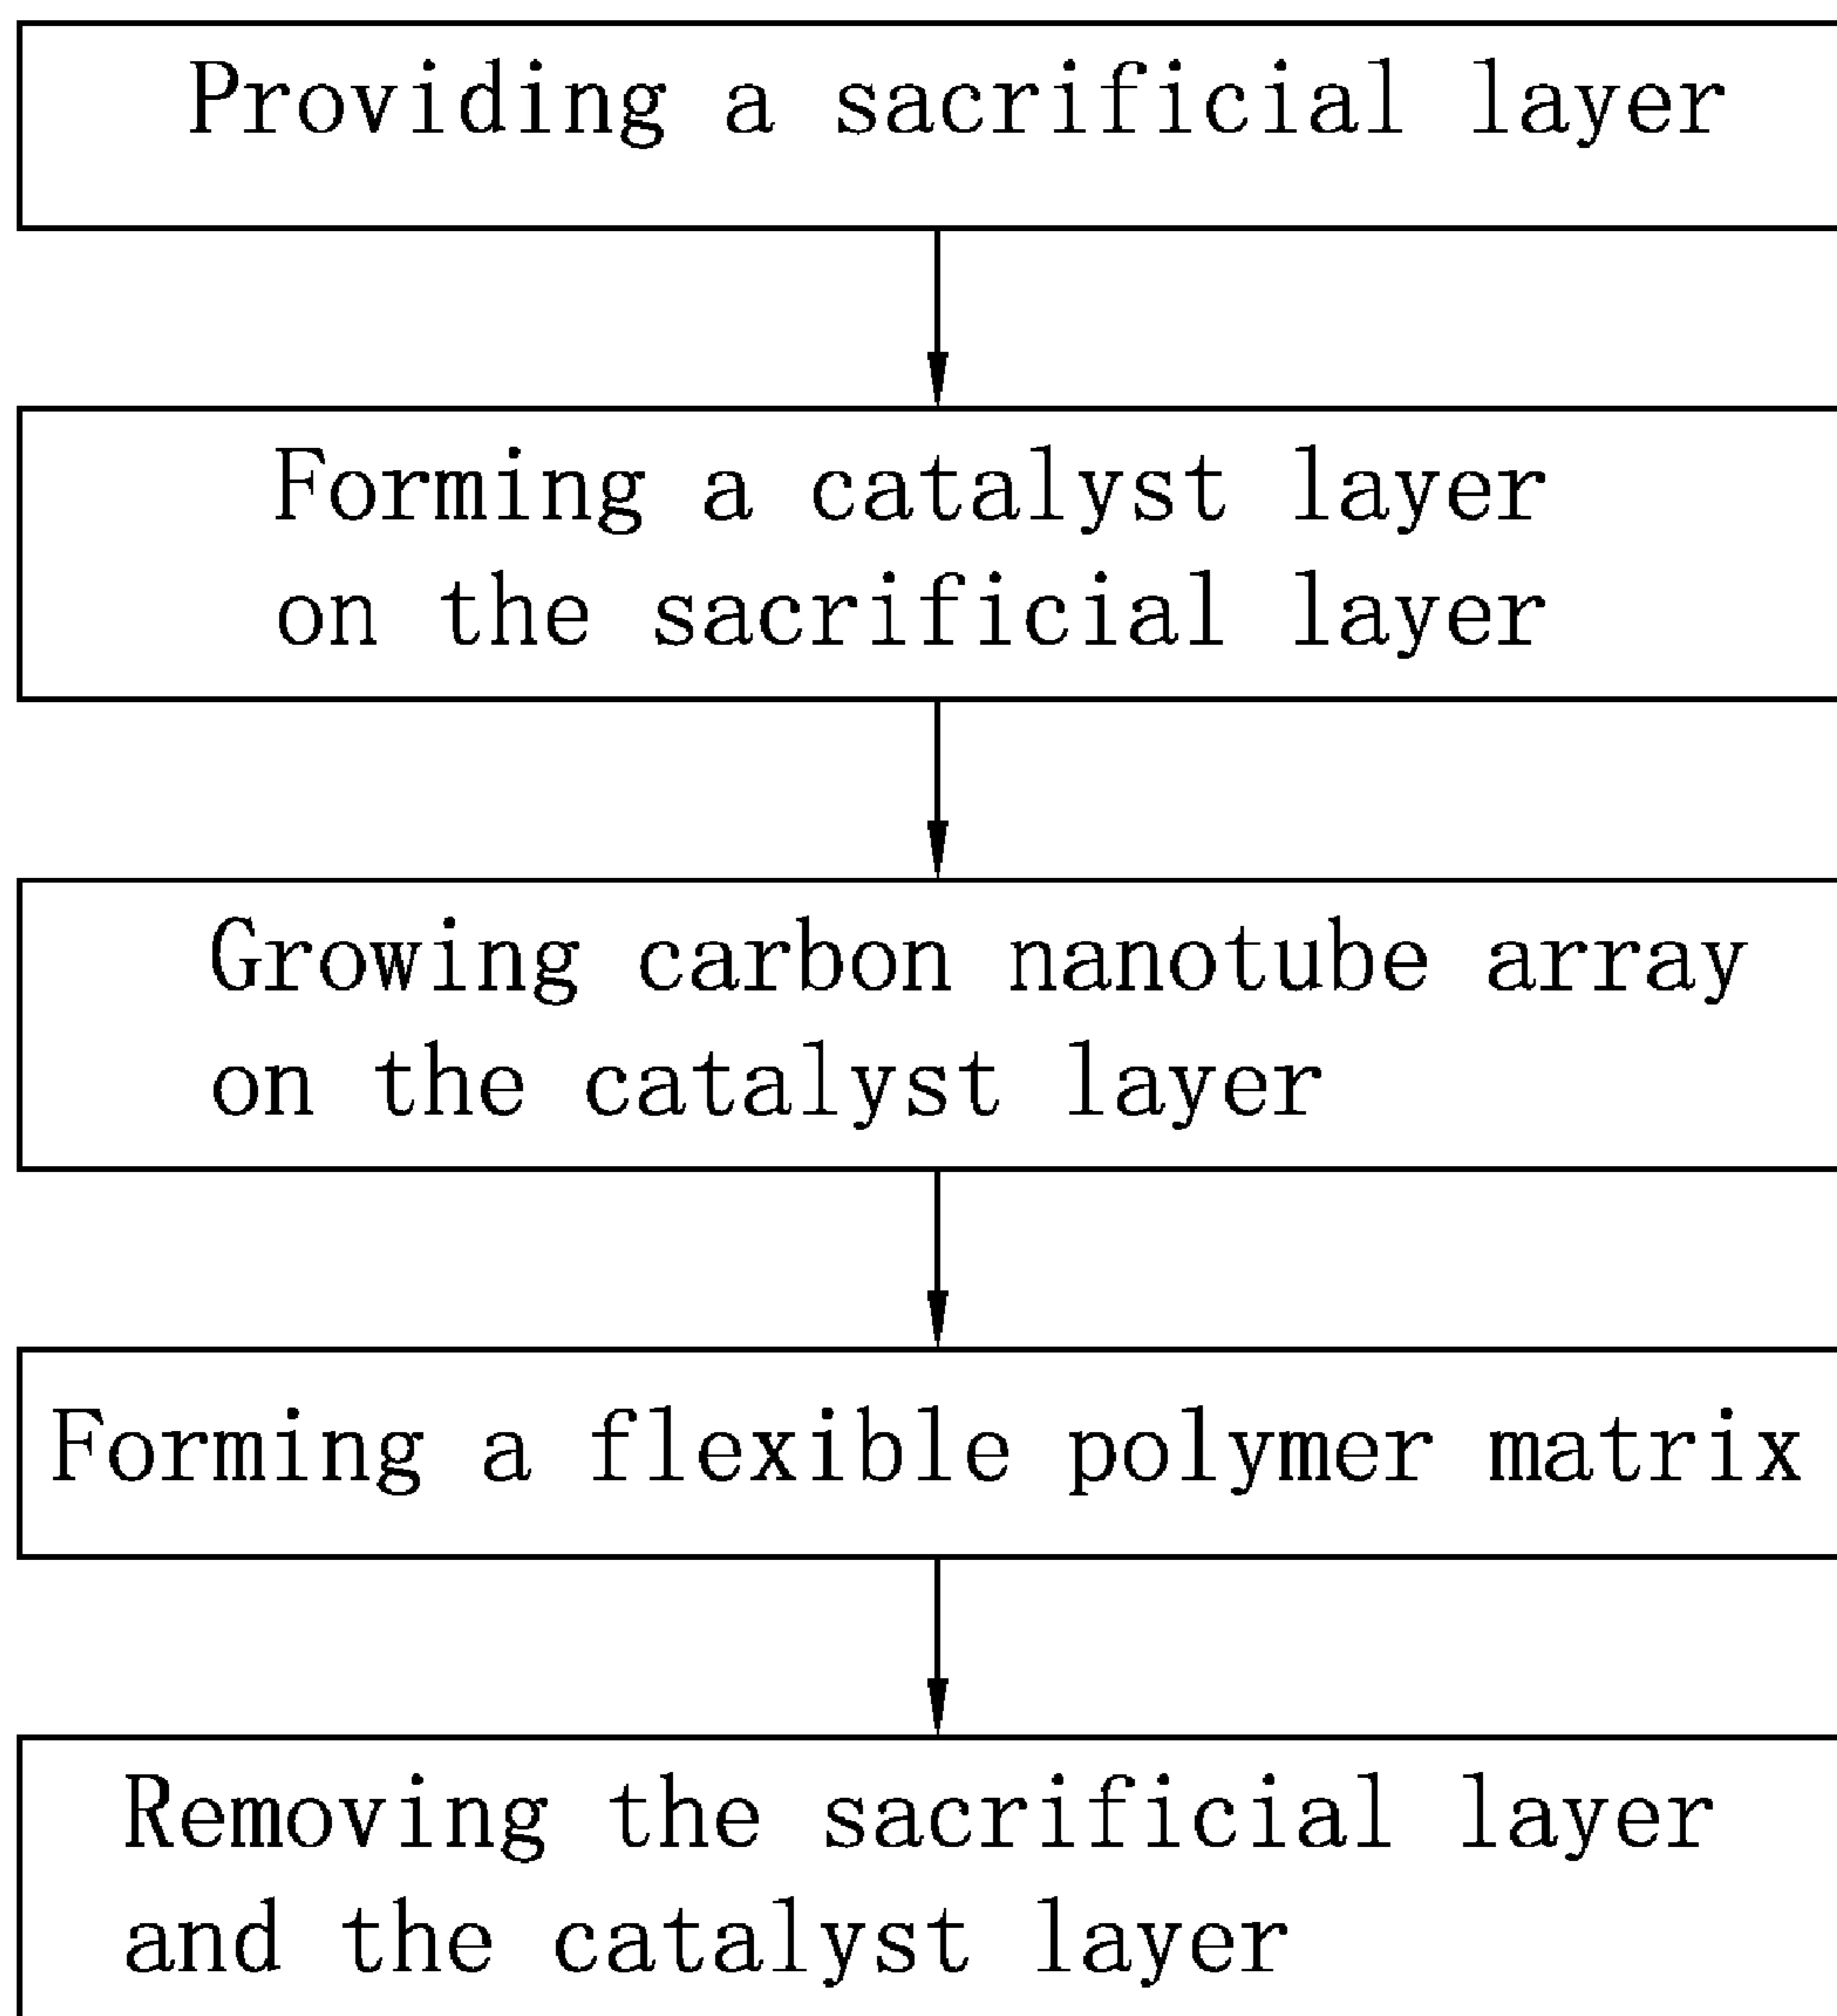 Providing a sacrificial layer
Forming a catalyst layer
on the sacrificial layer
Growing carbon nanotube array
on the catalyst layer
Forming a flexible polymer matrix
Removing the sacrificial layer
and the catalyst layer